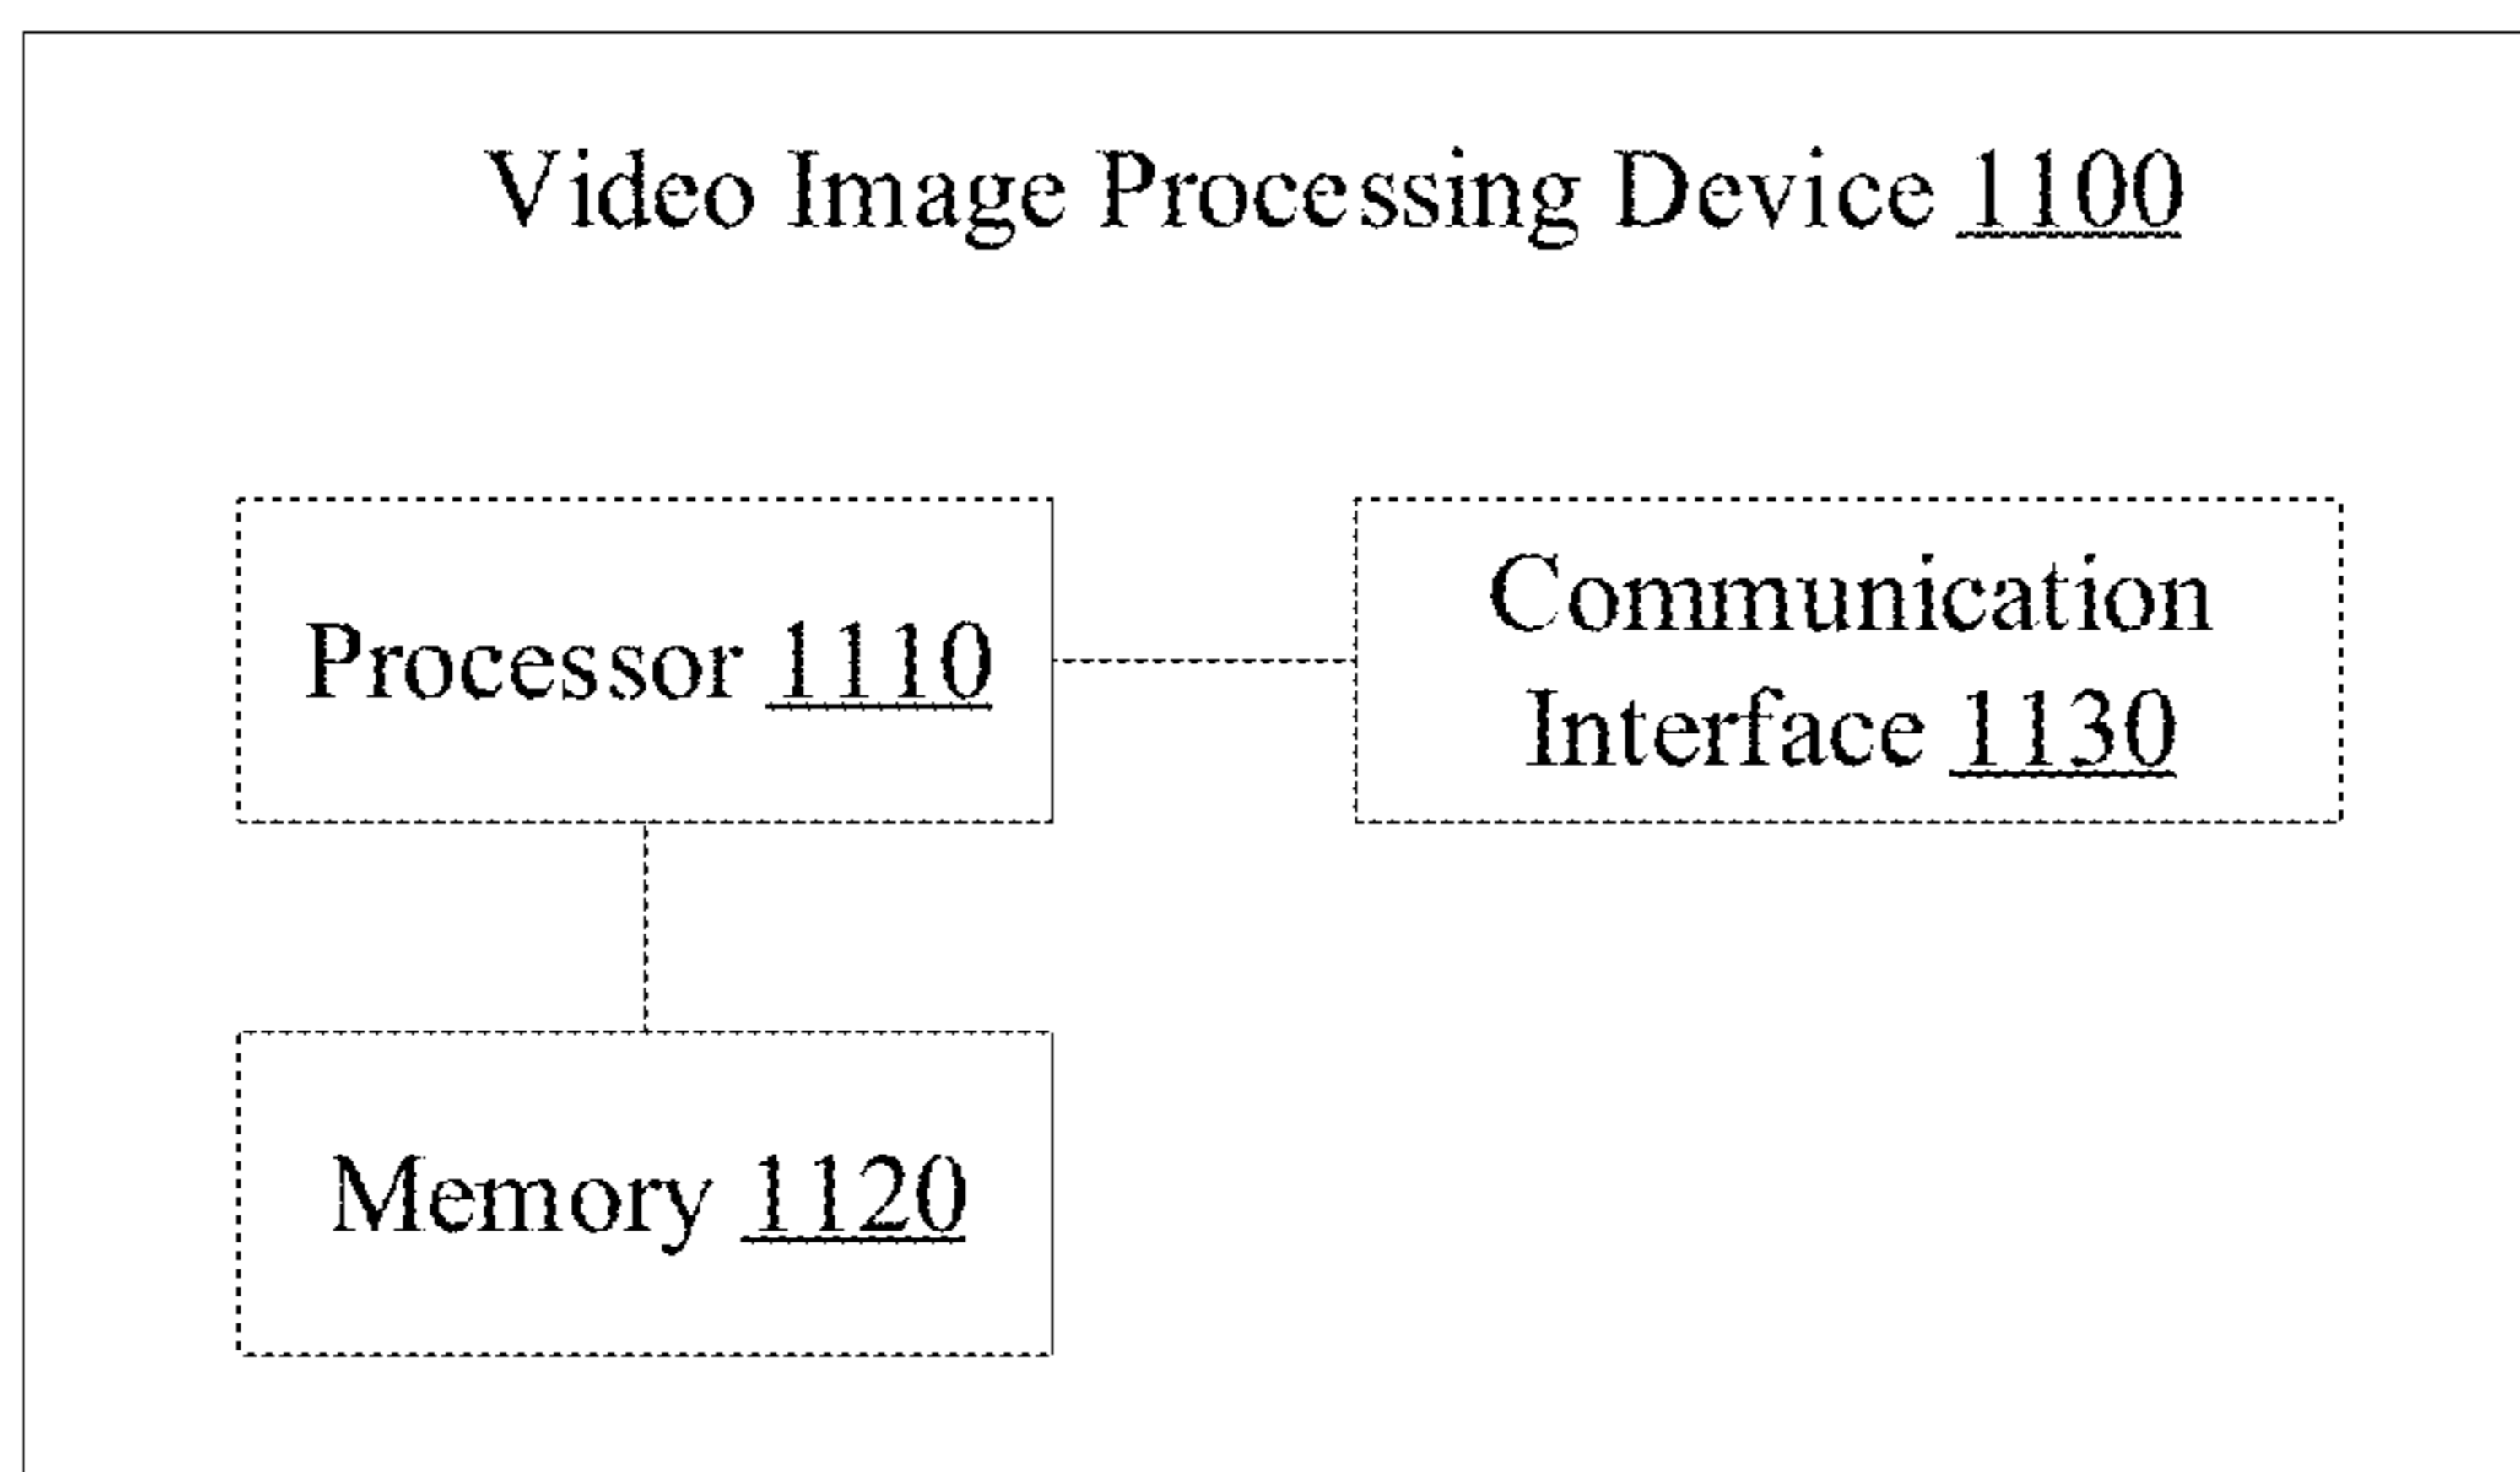 Video Image Processing Device 1100
Processor 1110
Communication
Interface 1130
Memory 1120